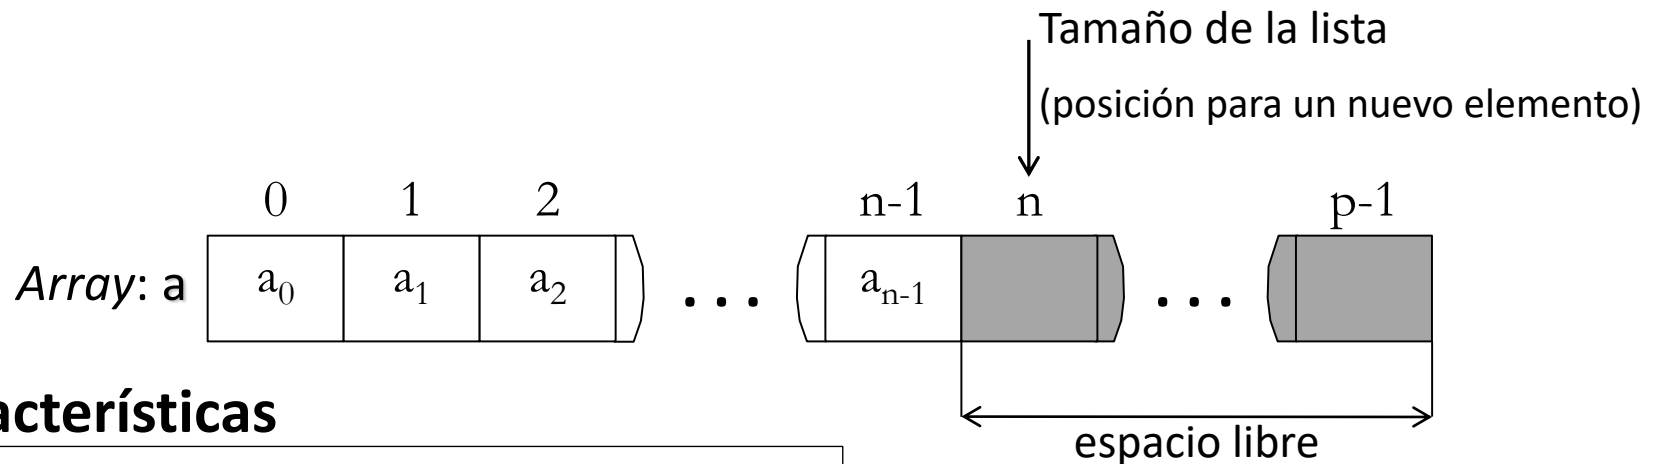 Tamaño de la lista
(posición para un nuevo elemento)
0 1 2 n-1 n p-1
Array: a a0 a1 a2 ... an-1 ...
acterísticas
espacio libre